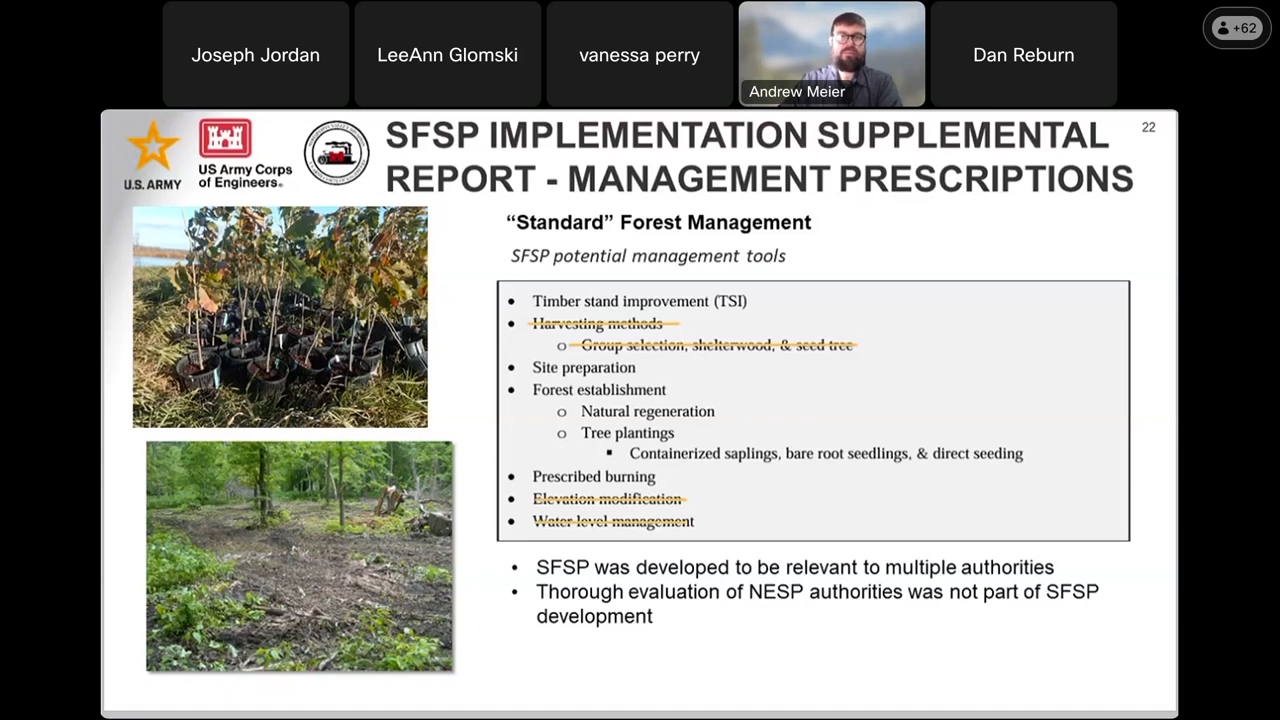 Joseph Jordan
LeeAnn Glomski
vanessa perry
Andrew Meier
Dan Reburn
+62
U.S. ARMY
US Army Corps
of Engineers®
SFSP IMPLEMENTATION SUPPLEMENTAL
REPORT - MANAGEMENT PRESCRIPTIONS
22
“Standard” Forest Management
SFSP potential management tools
• Timber stand improvement (TSI)
• Harvesting methods
o Group selection, shelterwood, & seed tree
• Site preparation
• Forest establishment
o Natural regeneration
o Tree plantings
▪ Containerized saplings, bare root seedlings, & direct seeding
• Prescribed burning
• Elevation modification
• Water level management
• SFSP was developed to be relevant to multiple authorities
• Thorough evaluation of NESP authorities was not part of SFSP
development